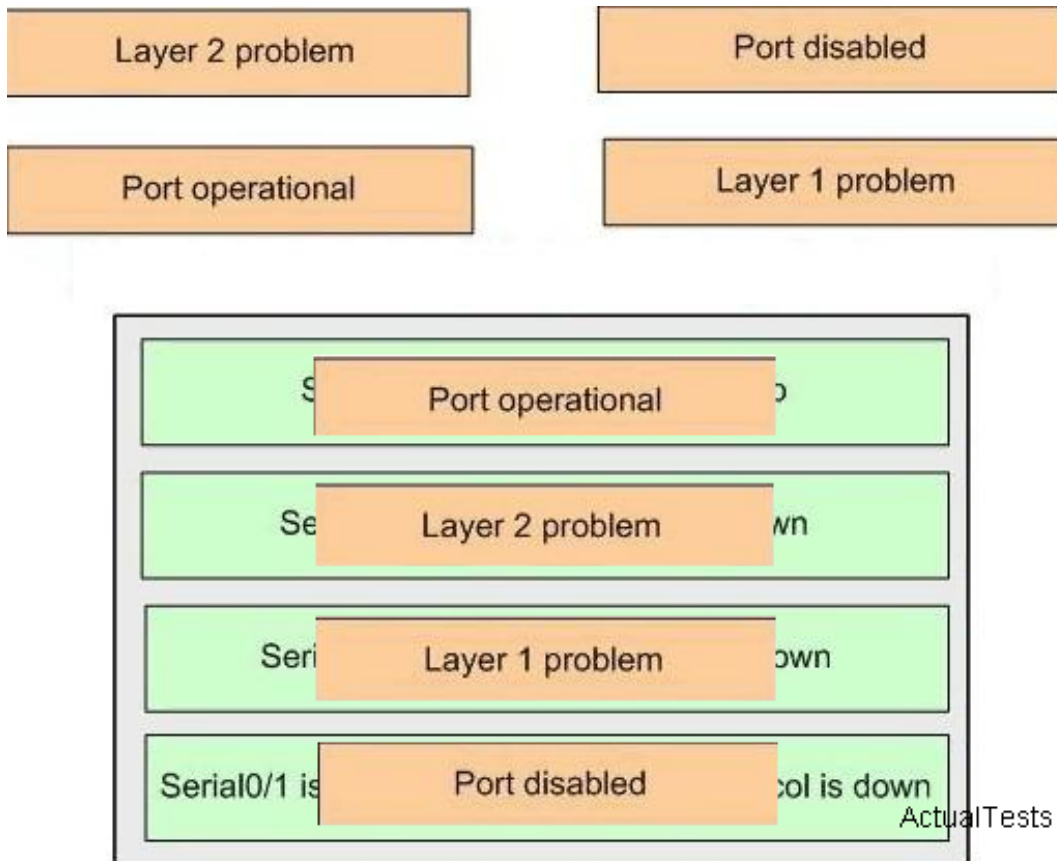 Layer 2 problem
Port disabled
Port operational
Layer 1 problem
Port operational
Layer 2 problem
Layer 1 problem
Serial0/1 is Port disabled is down
ActualTests